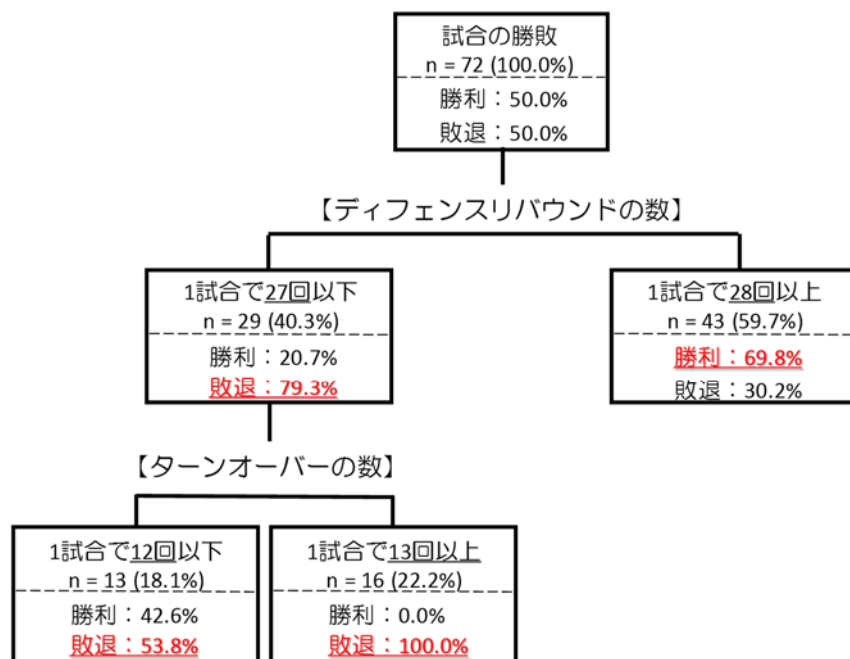 試合の勝敗
n = 72 (100.0%)
勝利：50.0%
敗退：50.0%
【ディフェンスリバウンドの数】
1試合で27回以下
n = 29 (40.3%)
勝利：20.7%
敗退：79.3%
1試合で28回以上
n = 43 (59.7%)
勝利：69.8%
敗退：30.2%
【ターンオーバーの数】
1試合で12回以下
n = 13 (18.1%)
勝利：42.6%
敗退：53.8%
1試合で13回以上
n = 16 (22.2%)
勝利：0.0%
敗退：100.0%